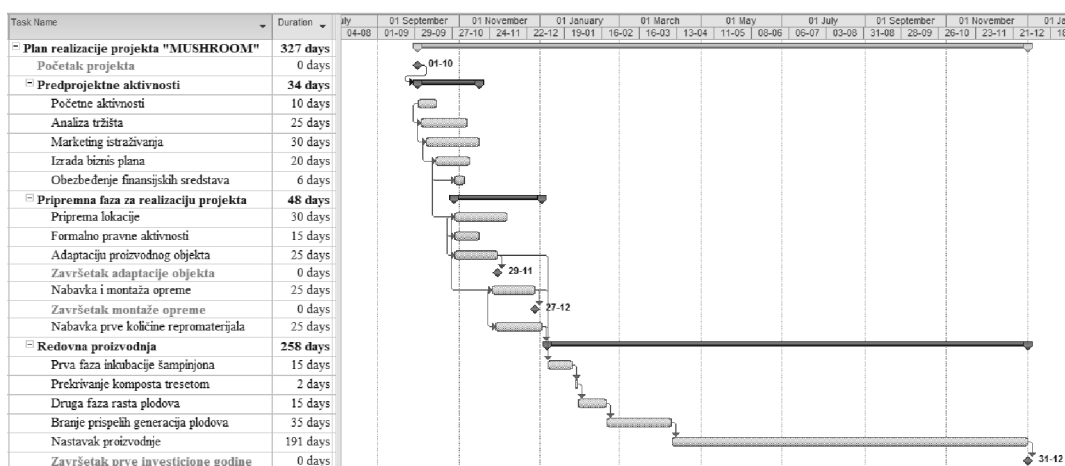 Task Name Duration uly 01 September 01 November 01 January 01 March 01 May 01 July 01 September 01 November 01 Ja
04-08 01-09 29-09 27-10 24-11 22-12 19-01 16-02 16-03 13-04 11-05 08-06 06-07 03-08 31-08 28-09 26-10 23-11 21-12 18
Plan realizacije projekta "MUSHROOM" 327 days
Početak projekta 0 days 01-10
Predprojektne aktivnosti 34 days
Početne aktivnosti 10 days
Analiza tržišta 25 days
Marketing istraživanja 30 days
Izrada biznis plana 20 days
Obezbeđenje finansijskih sredstava 6 days
Pripremna faza za realizaciju projekta 48 days
Priprema lokacije 30 days
Formalno pravne aktivnosti 15 days
Adaptaciju proizvodnog objekta 25 days
Završetak adaptacije objekta 0 days 29-11
Nabavka i montaža opreme 25 days
Završetak montaže opreme 0 days 27-12
Nabavka prve količine repromaterijala 25 days
Redovna proizvodnja 258 days
Prva faza inkubacije šampinjona 15 days
Prekrivanje komposta tresetom 2 days
Druga faza rasta plodova 15 days
Branje prispelih generacija plodova 35 days
Nastavak proizvodnje 191 days
Završetak prve investicione godine 0 days 31-12